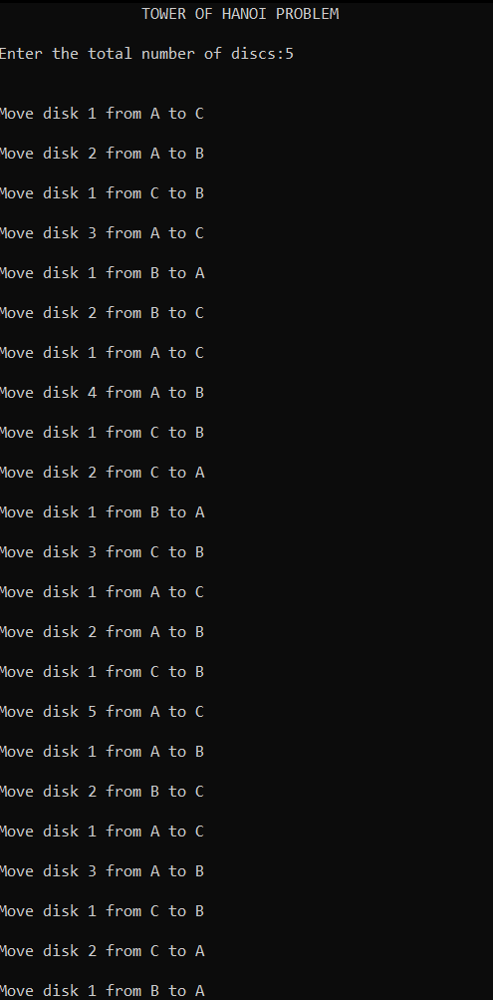 TOWER OF HANOI PROBLEM
Enter the total number of discs:5
Move disk 1 from A to C
Move disk 2 from A to B
Move disk 1 from C to B
Move disk 3 from A to C
Move disk 1 from B to A
Move disk 2 from B to C
Move disk 1 from A to C
Move disk 4 from A to B
Move disk 1 from C to B
Move disk 2 from C to A
Move disk 1 from B to A
Move disk 3 from C to B
Move disk 1 from A to C
Move disk 2 from A to B
Move disk 1 from C to B
Move disk 5 from A to C
Move disk 1 from A to B
Move disk 2 from B to C
Move disk 1 from A to C
Move disk 3 from A to B
Move disk 1 from C to B
Move disk 2 from C to A
Move disk 1 from B to A